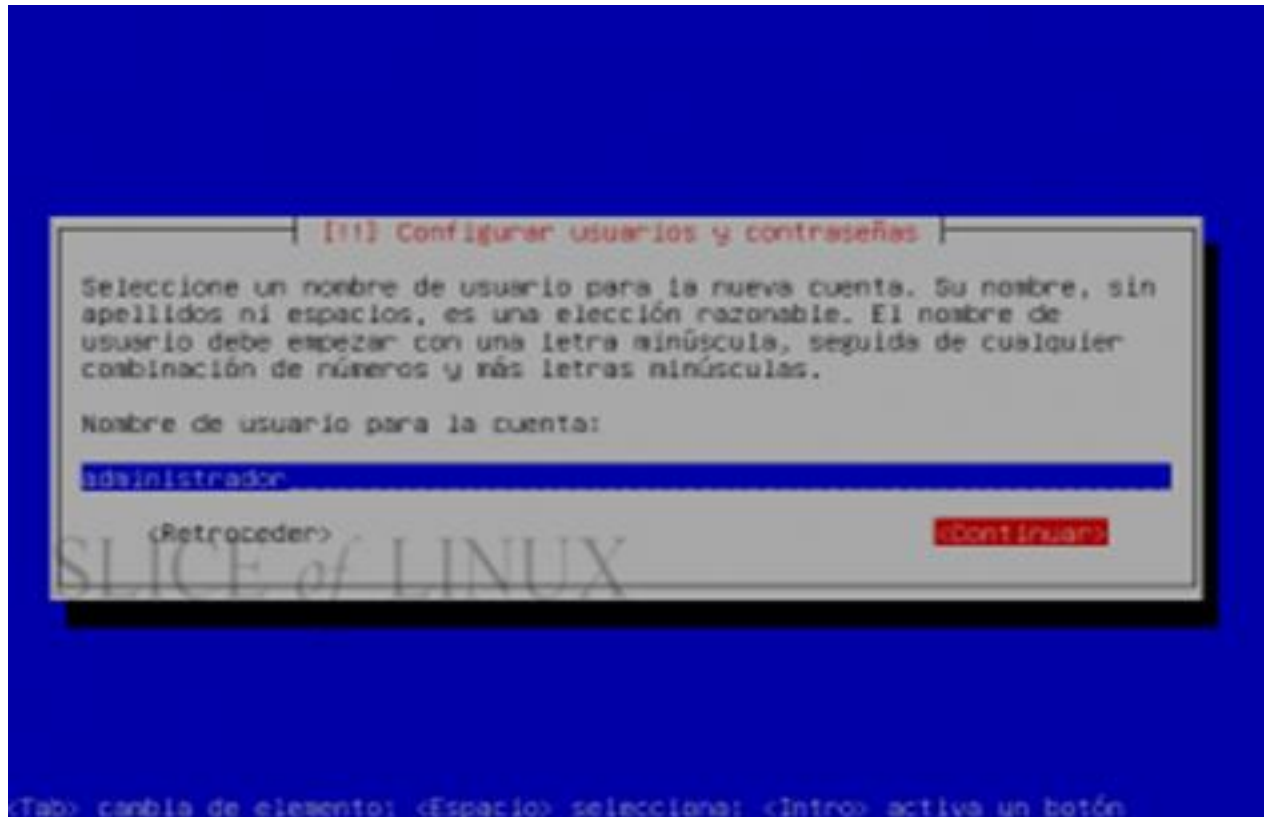 [!!] Configurar usuarios y contraseñas
Seleccione un nombre de usuario para la nueva cuenta. Su nombre, sin
apellidos ni espacios, es una elección razonable. El nombre de
usuario debe empezar con una letra minúscula, seguida de cualquier
combinación de números y más letras minúsculas.
Nombre de usuario para la cuenta:
administrador
<Retroceder> <Continuar>
SLICE of LINUX
<Tab> cambia de elemento; <Espacio> selecciona; <Intro> activa un botón